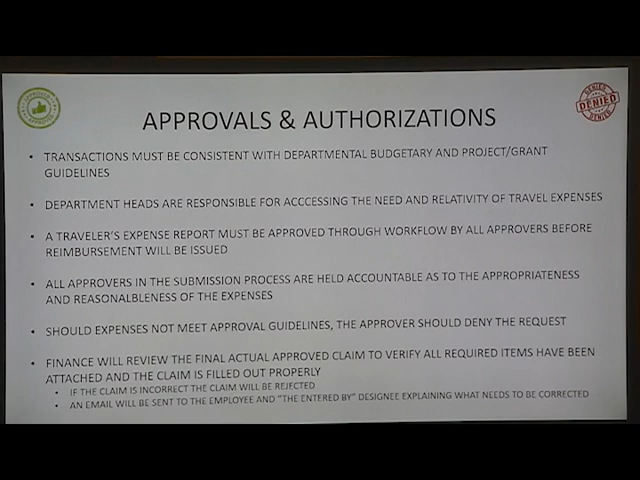 APPROVED
APPROVED
DENIED
DENIED
DENIED
APPROVALS & AUTHORIZATIONS
• TRANSACTIONS MUST BE CONSISTENT WITH DEPARTMENTAL BUDGETARY AND PROJECT/GRANT
GUIDELINES
• DEPARTMENT HEADS ARE RESPONSIBLE FOR ACCCESSING THE NEED AND RELATIVITY OF TRAVEL EXPENSES
• A TRAVELER'S EXPENSE REPORT MUST BE APPROVED THROUGH WORKFLOW BY ALL APPROVERS BEFORE
REIMBURSEMENT WILL BE ISSUED
• ALL APPROVERS IN THE SUBMISSION PROCESS ARE HELD ACCOUNTABLE AS TO THE APPROPRIATENESS
AND REASONALBLENESS OF THE EXPENSES
• SHOULD EXPENSES NOT MEET APPROVAL GUIDELINES, THE APPROVER SHOULD DENY THE REQUEST
• FINANCE WILL REVIEW THE FINAL ACTUAL APPROVED CLAIM TO VERIFY ALL REQUIRED ITEMS HAVE BEEN
ATTACHED AND THE CLAIM IS FILLED OUT PROPERLY
• IF THE CLAIM IS INCORRECT THE CLAIM WILL BE REJECTED
• AN EMAIL WILL BE SENT TO THE EMPLOYEE AND "THE ENTERED BY" DESIGNEE EXPLAINING WHAT NEEDS TO BE CORRECTED